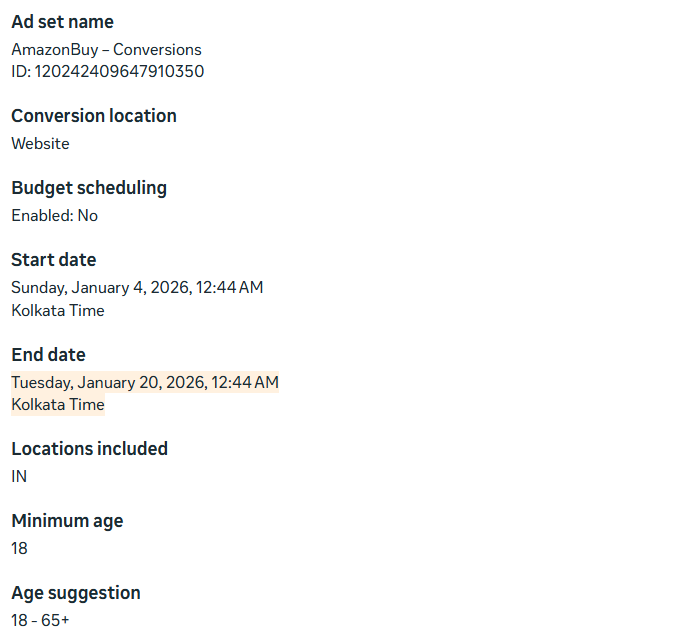 Ad set name
AmazonBuy – Conversions
ID: 120242409647910350
Conversion location
Website
Budget scheduling
Enabled: No
Start date
Sunday, January 4, 2026, 12:44 AM
Kolkata Time
End date
Tuesday, January 20, 2026, 12:44 AM
Kolkata Time
Locations included
IN
Minimum age
18
Age suggestion
18 - 65+